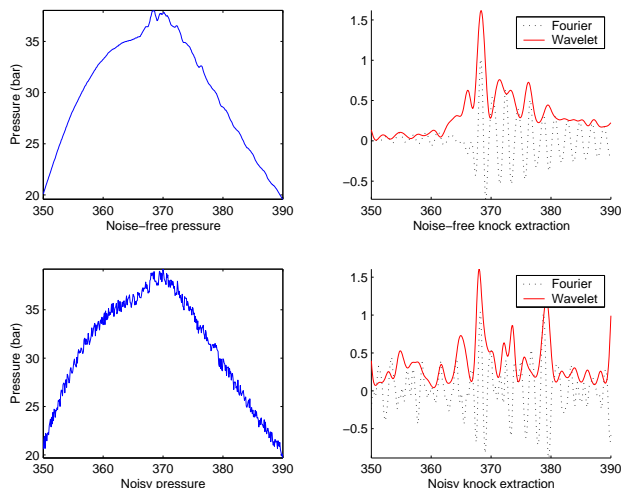 35
30
25
20
Pressure (bar)
350 360 370 380 390
Noise−free pressure
1.5
1
0.5
0
−0.5
Fourier
Wavelet
350 360 370 380 390
Noise−free knock extraction
35
30
25
20
Pressure (bar)
350 360 370 380 390
Noisy pressure
1.5
1
0.5
0
−0.5
Fourier
Wavelet
350 360 370 380 390
Noisy knock extraction